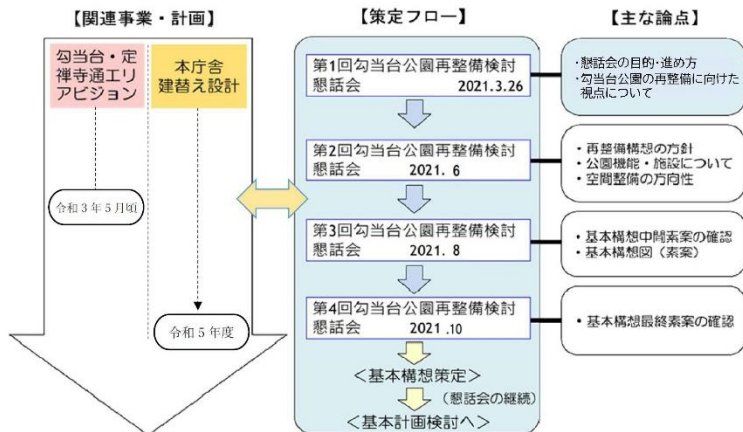 【関連事業・計画】
勾当台・定
禅寺通エリ
アビジョン
本庁舎
建替え設計
令和3年5月頃
令和5年度
【策定フロー】
第1回勾当台公園再整備検討
懇話会 2021.3.26
第2回勾当台公園再整備検討
懇話会 2021. 6
第3回勾当台公園再整備検討
懇話会 2021. 8
第4回勾当台公園再整備検討
懇話会 2021 .10
＜基本構想策定＞
(懇話会の継続)
＜基本計画検討へ＞
【主な論点】
・懇話会の目的・進め方
・勾当台公園の再整備に向けた
視点について
・再整備構想の方針
・公園機能・施設について
・空間整備の方向性
・基本構想中間素案の確認
・基本構想図（素案）
・基本構想最終素案の確認